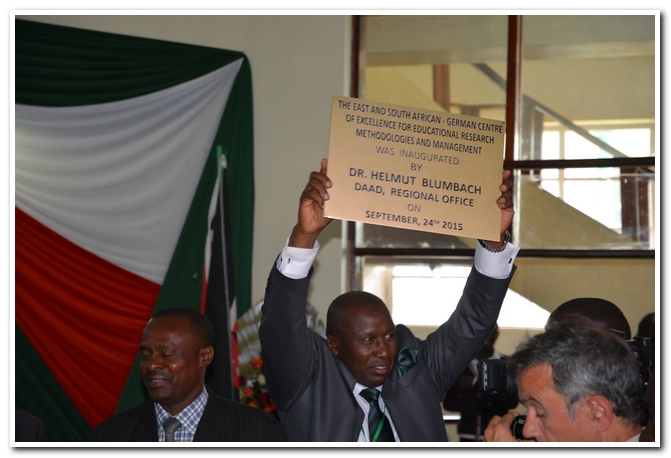 THE EAST AND SOUTH AFRICAN - GERMAN CENTRE
OF EXCELLENCE FOR EDUCATIONAL RESEARCH
METHODOLOGIES AND MANAGEMENT
WAS INAUGURATED
BY
DR. HELMUT BLUMBACH
DAAD, REGIONAL OFFICE
ON
SEPTEMBER, 24TH 2015